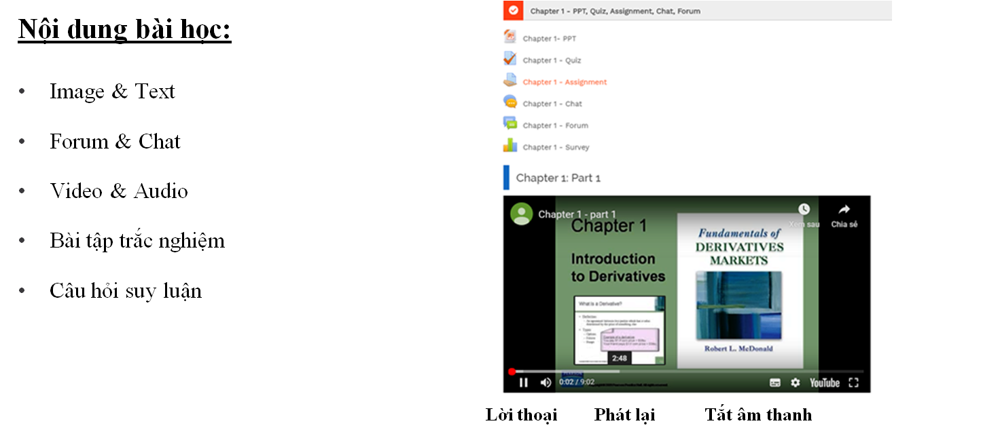 Nội dung bài học:
• Image & Text
• Forum & Chat
• Video & Audio
• Bài tập trắc nghiệm
• Câu hỏi suy luận
Chapter 1 - PPT, Quiz, Assignment, Chat, Forum
Chapter 1- PPT
Chapter 1 - Quiz
Chapter 1 - Assignment
Chapter 1 - Chat
Chapter 1 - Forum
Chapter 1 - Survey
Chapter 1: Part 1
Chapter 1 - part 1
Xem sau
Chia sẻ
Chapter 1
Introduction
to Derivatives
What is a Derivative?
• Definition
Fundamentals of
DERIVATIVES
MARKETS
Robert L. McDonald
2:48
0:02 / 9:02
YouTube
Lời thoại Phát lại Tắt âm thanh